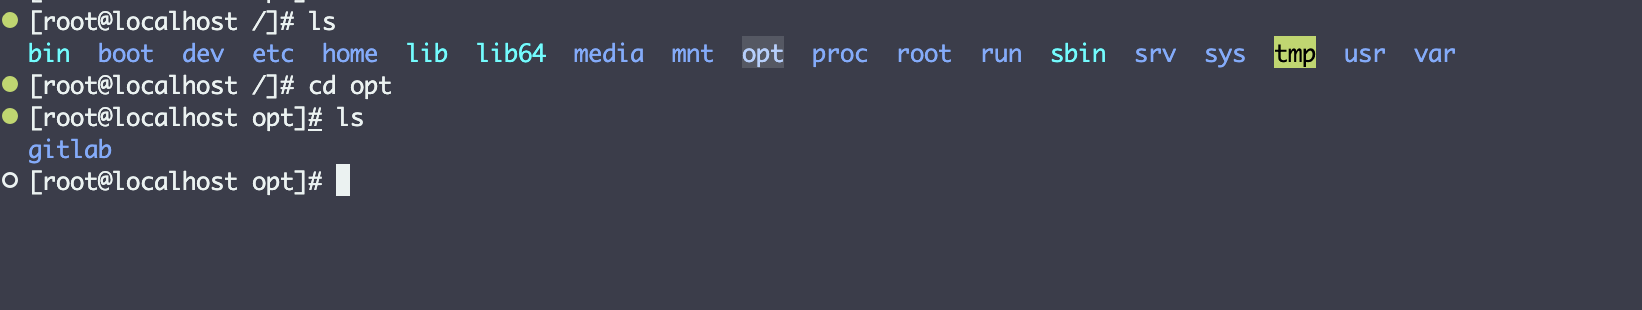 [root@localhost /]# ls
bin boot dev etc home lib lib64 media mnt opt proc root run sbin srv sys tmp usr var
[root@localhost /]# cd opt
[root@localhost opt]# ls
gitlab
[root@localhost opt]#